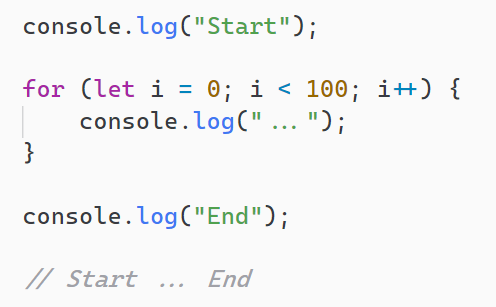 console.log("Start");
for (let i = 0; i < 100; i++) {
console.log("...");
}
console.log("End");
// Start ... End